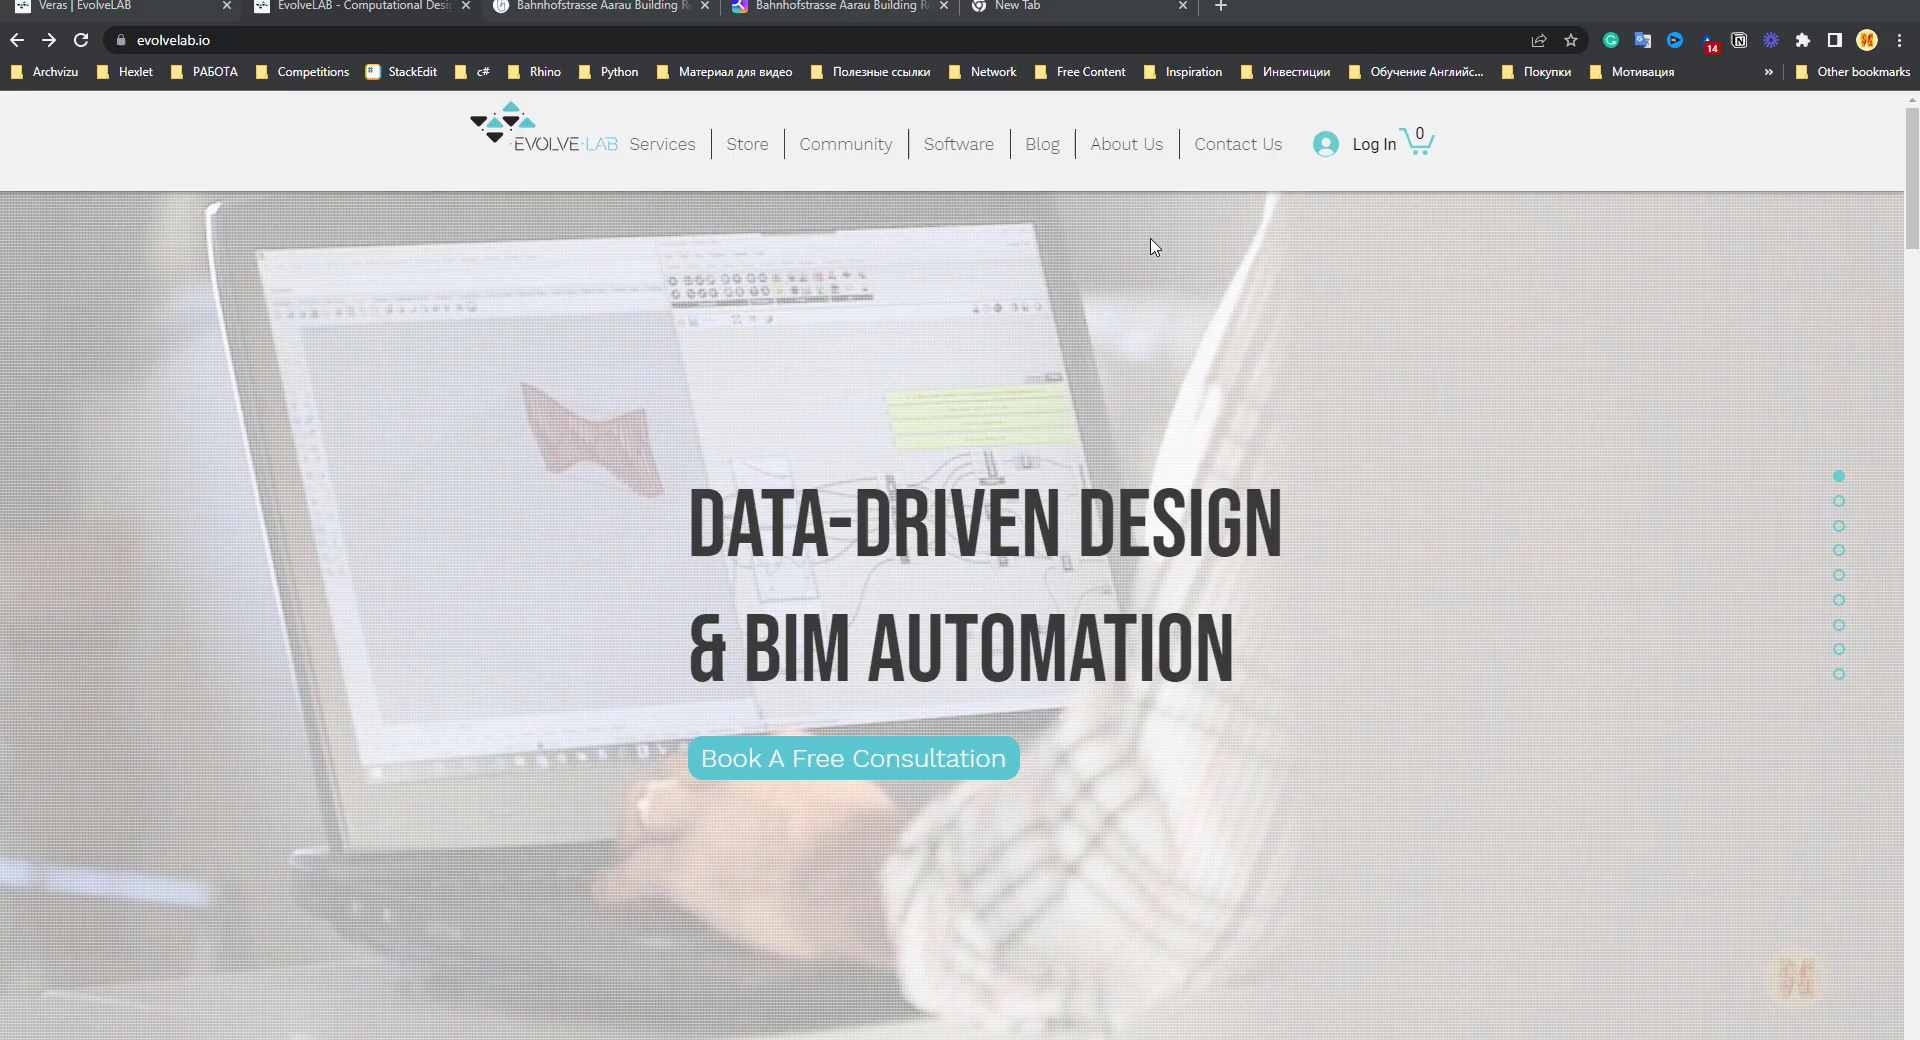 Veras | EvolveLAB
EvolveLAB - Computational Desi
Bahnhofstrasse Aarau Building R
Bahnhofstrasse Aarau Building R
New Tab
evolvelab.io
14
Archvizu
Hexlet
РАБОТА
Competitions
StackEdit
c#
Rhino
Python
Материал для видео
Полезные ссылки
Network
Free Content
Inspiration
Инвестиции
Обучение Английс...
Покупки
Мотивация
»
Other bookmarks
EVOLVE·LAB
Services
Store
Community
Software
Blog
About Us
Contact Us
Log In
0
DATA-DRIVEN DESIGN
& BIM AUTOMATION
Book A Free Consultation